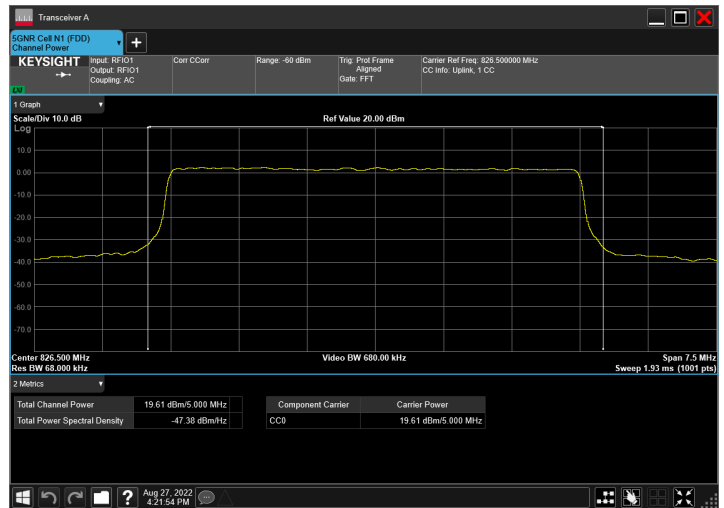 Transceiver A
5GNR Cell N1 (FDD)
Channel Power
KEYSIGHT
LXI
Input: RFIO1
Output: RFIO1
Coupling: AC
Corr CCorr
Range: -60 dBm
Trig: Prot Frame
Aligned
Gate: FFT
Carrier Ref Freq: 826.500000 MHz
CC Info: Uplink, 1 CC
1 Graph
Scale/Div 10.0 dB
Ref Value 20.00 dBm
Log
10.0
0.00
-10.0
-20.0
-30.0
-40.0
-50.0
-60.0
-70.0
Center 826.500 MHz
Video BW 680.00 kHz
Span 7.5 MHz
Res BW 68.000 kHz
Sweep 1.93 ms (1001 pts)
2 Metrics
Total Channel Power 19.61 dBm/5.000 MHz
Total Power Spectral Density -47.38 dBm/Hz
Component Carrier Carrier Power
CC0 19.61 dBm/5.000 MHz
Aug 27, 2022
4:21:54 PM